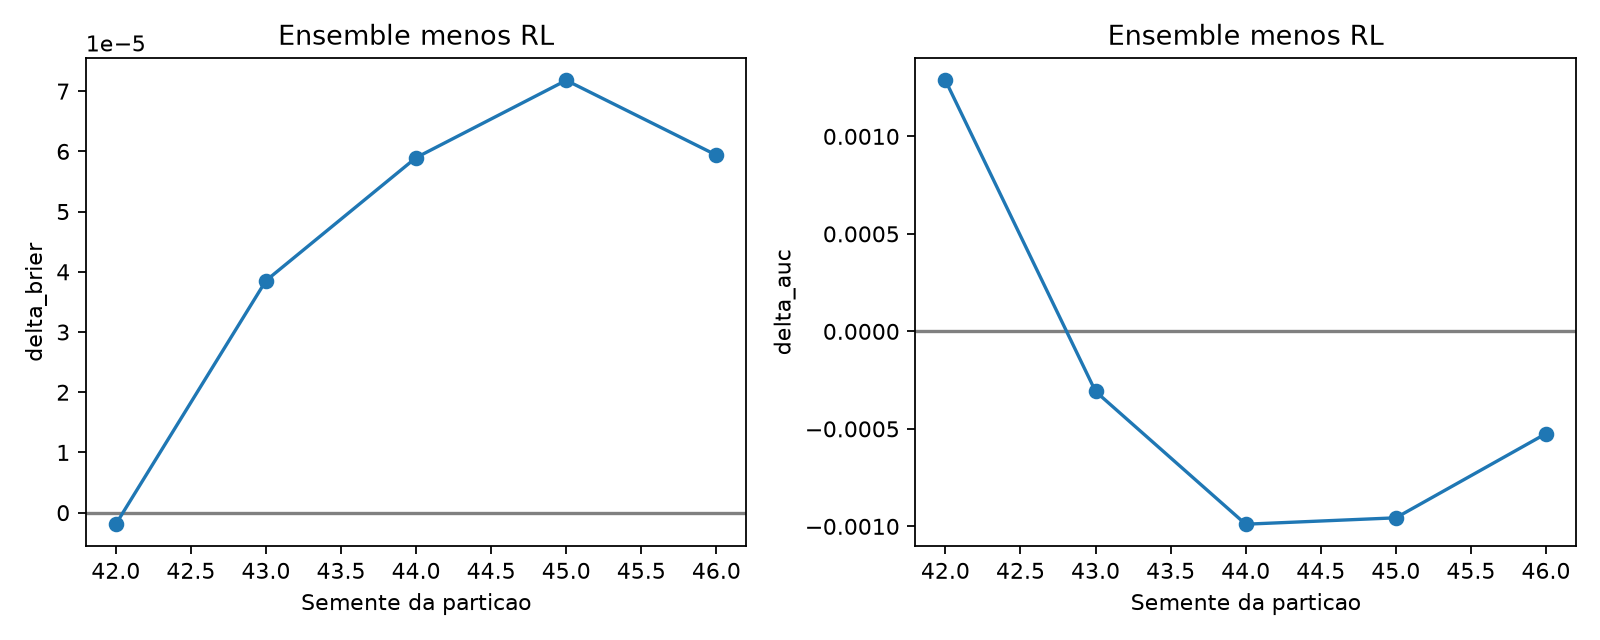 Ensemble menos RL
1e−5
7
6
5
4
3
2
1
0
delta_brier
42.0 42.5 43.0 43.5 44.0 44.5 45.0 45.5 46.0
Semente da particao
Ensemble menos RL
0.0010
0.0005
0.0000
−0.0005
−0.0010
delta_auc
42.0 42.5 43.0 43.5 44.0 44.5 45.0 45.5 46.0
Semente da particao